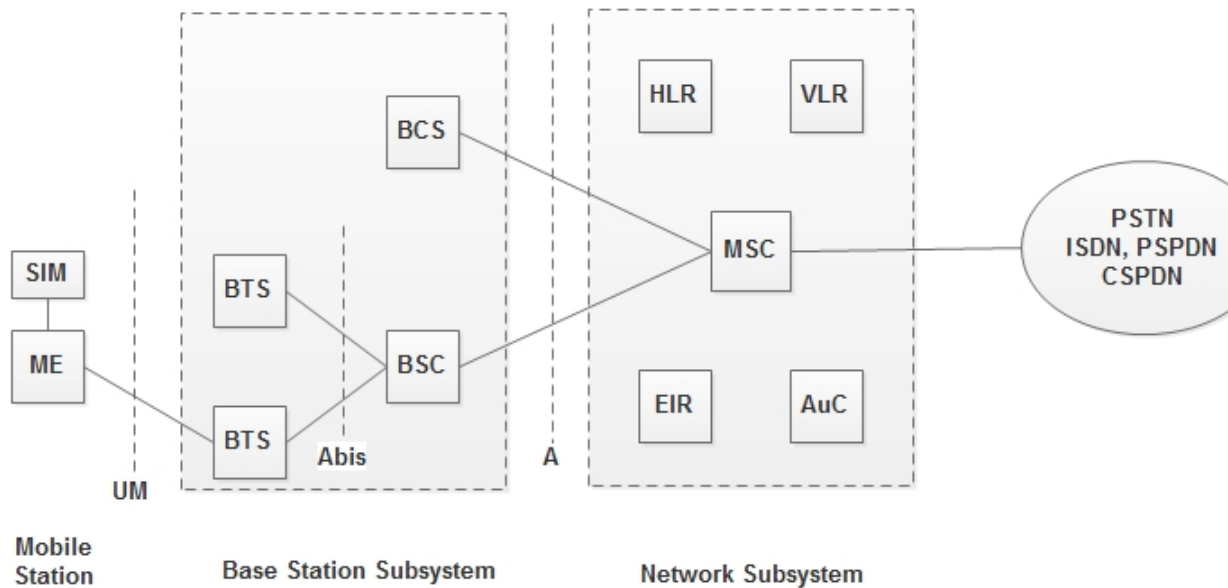 HLR
VLR
BCS
PSTN
ISDN, PSPDN
CSPDN
MSC
SIM
BTS
ME
BSC
EIR
AuC
BTS
Abis
A
UM
Mobile
Station
Base Station Subsystem
Network Subsystem